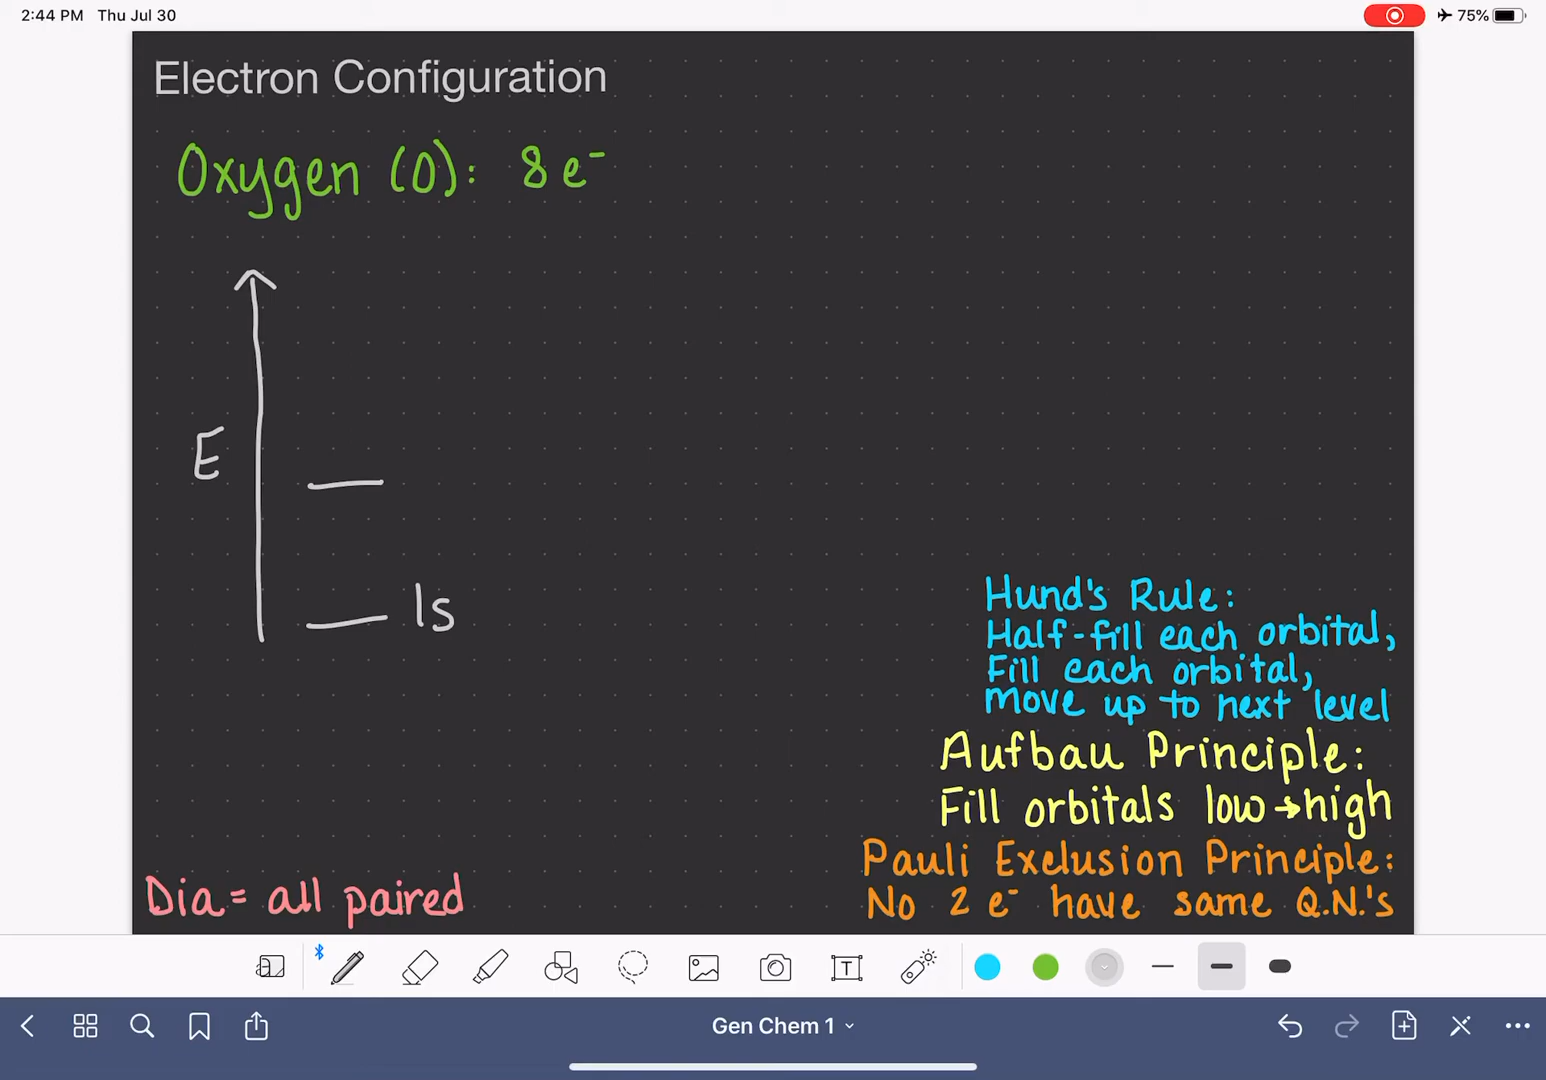 2:44 PM Thu Jul 30
75%
Electron Configuration
Oxygen (O): 8 e⁻
E
1s
Hund's Rule:
Half-fill each orbital,
Fill each orbital,
move up to next level
Aufbau Principle:
Fill orbitals low→high
Pauli Exclusion Principle:
No 2 e⁻ have same Q.N.'s
Dia = all paired
T
Gen Chem 1